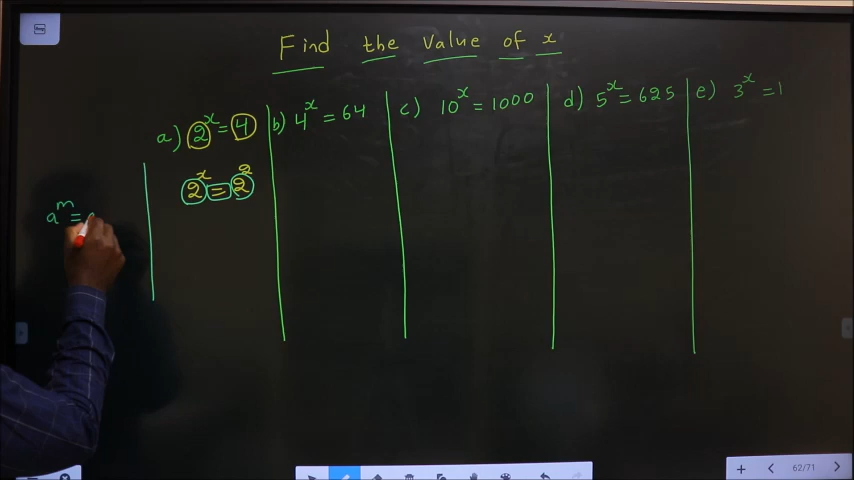 Find the Value of x
a) 2^x = 4
b) 4^x = 64
c) 10^x = 1000
d) 5^x = 625
e) 3^x = 1
2^x = 2^2
a^m =
62/71